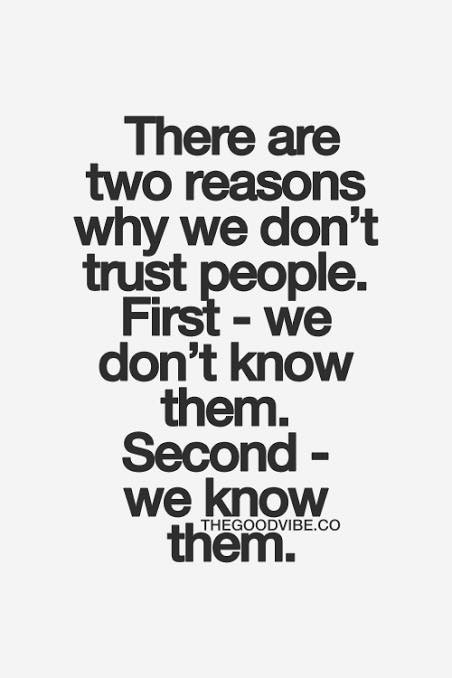 There are
two reasons
why we don’t
trust people.
First - we
don’t know
them.
Second -
we know
THEGOODVIBE.CO
them.